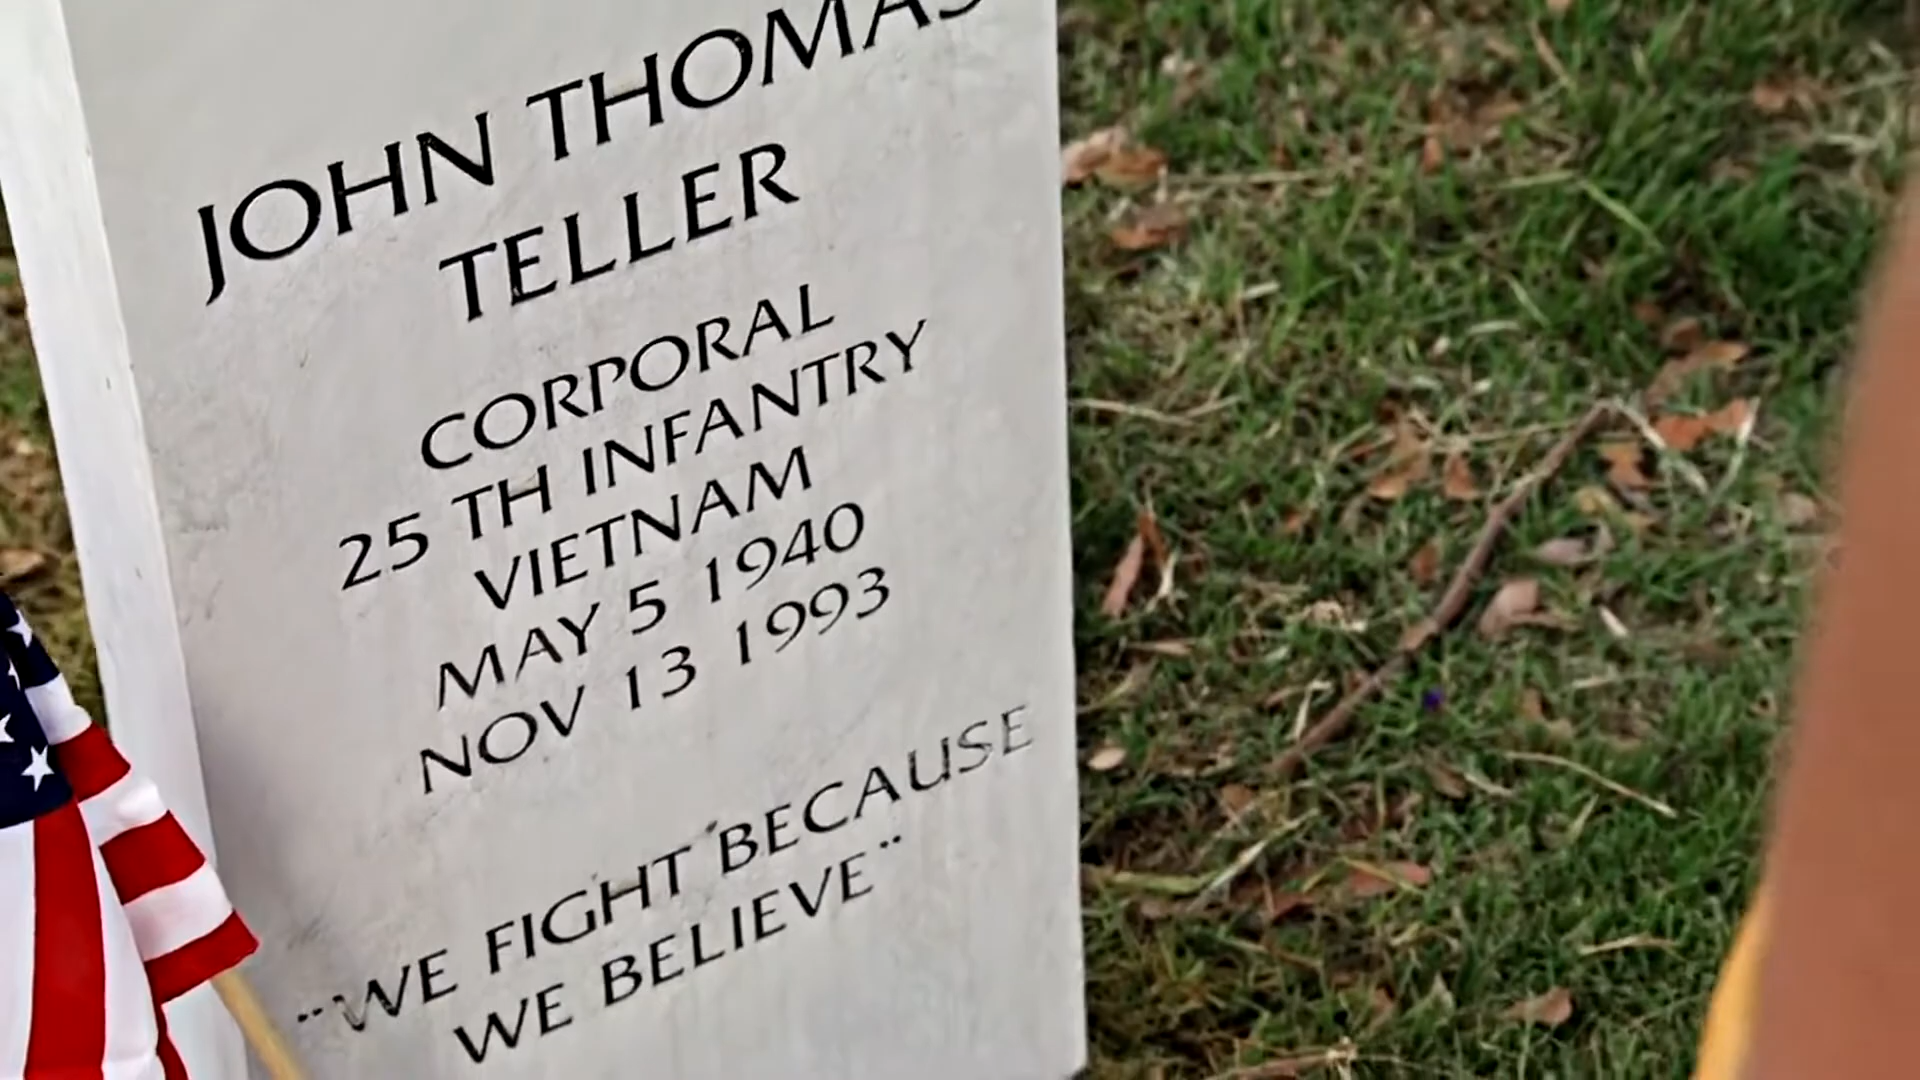 JOHN THOMAS
TELLER
CORPORAL
25 TH INFANTRY
VIETNAM
MAY 5 1940
NOV 13 1993
"WE FIGHT BECAUSE
WE BELIEVE"